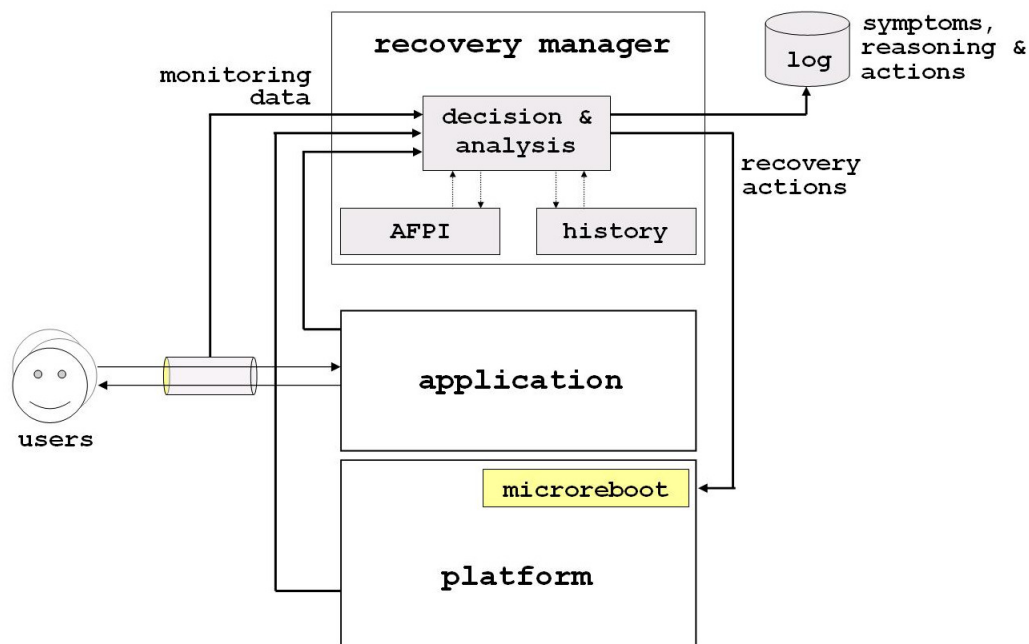 recovery manager
log
symptoms,
reasoning &
actions
monitoring
data
decision &
analysis
recovery
actions
AFPI
history
application
users
microreboot
platform